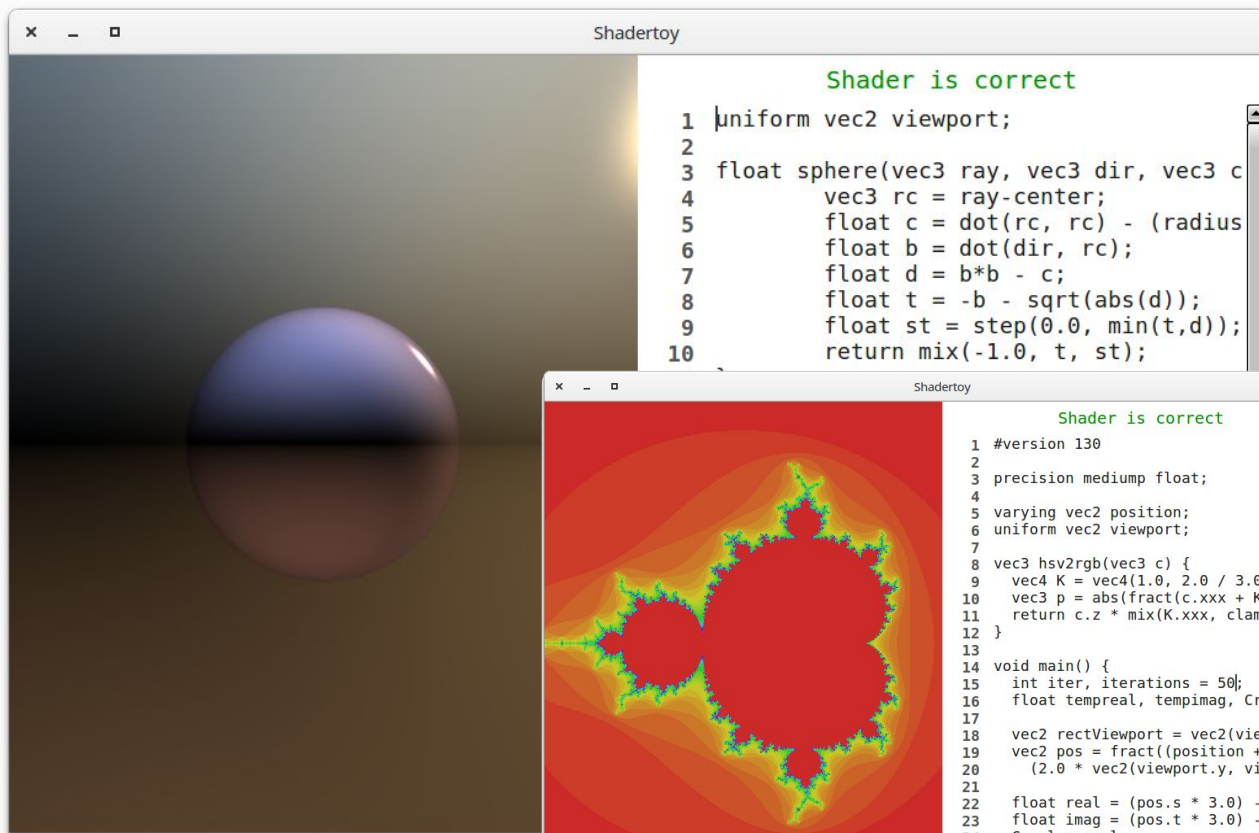 Shadertoy
Shader is correct
1 uniform vec2 viewport;
2
3 float sphere(vec3 ray, vec3 dir, vec3 c
4 vec3 rc = ray-center;
5 float c = dot(rc, rc) - (radius
6 float b = dot(dir, rc);
7 float d = b*b - c;
8 float t = -b - sqrt(abs(d));
9 float st = step(0.0, min(t,d));
10 return mix(-1.0, t, st);
Shadertoy
Shader is correct
1 #version 130
2
3 precision mediump float;
4
5 varying vec2 position;
6 uniform vec2 viewport;
7
8 vec3 hsv2rgb(vec3 c) {
9 vec4 K = vec4(1.0, 2.0 / 3.0
10 vec3 p = abs(fract(c.xxx + K
11 return c.z * mix(K.xxx, clam
12 }
13
14 void main() {
15 int iter, iterations = 50;
16 float tempreal, tempimag, Cr
17
18 vec2 rectViewport = vec2(vie
19 vec2 pos = fract((position +
20 (2.0 * vec2(viewport.y, vi
21
22 float real = (pos.s * 3.0) -
23 float imag = (pos.t * 3.0) -